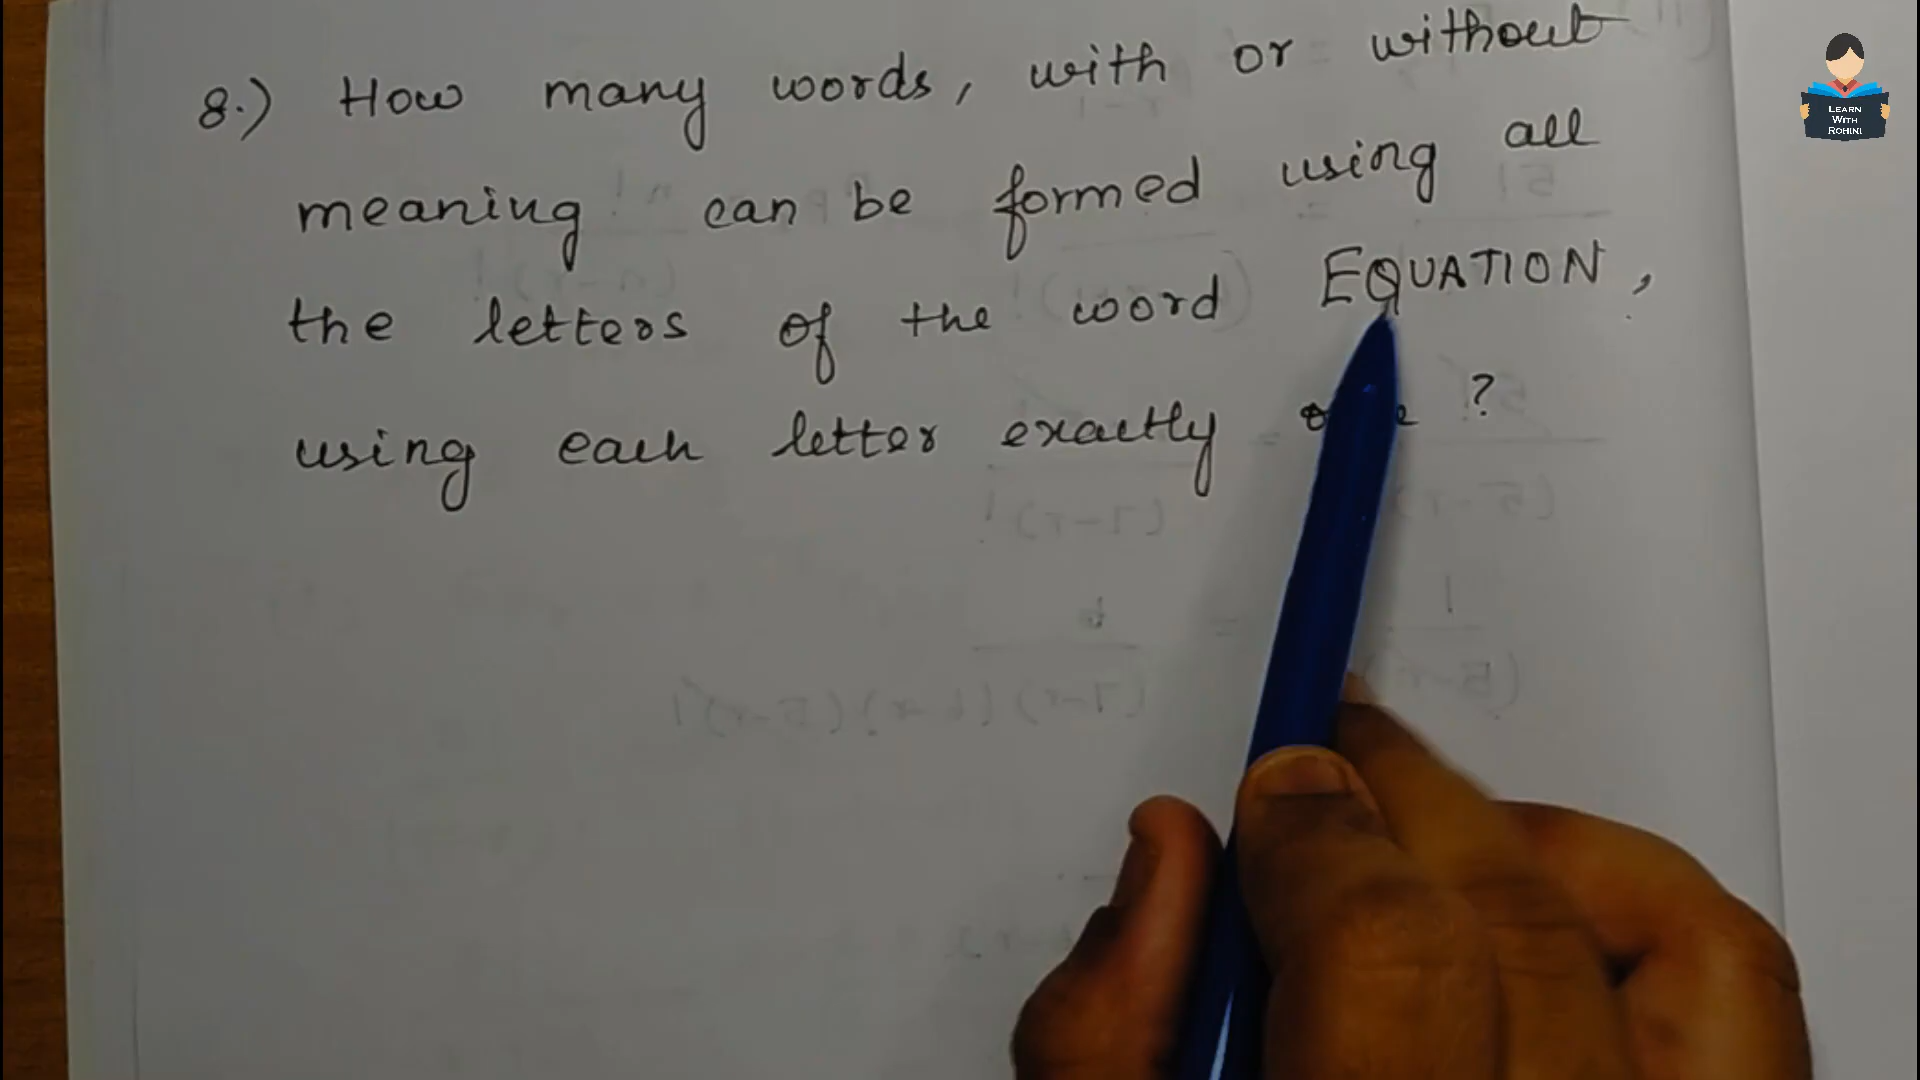 8.) How many words, with or without
meaning can be formed using all
the letters of the word EQUATION,
using each letter exactly ?
LEARN
WITH
ROHINI